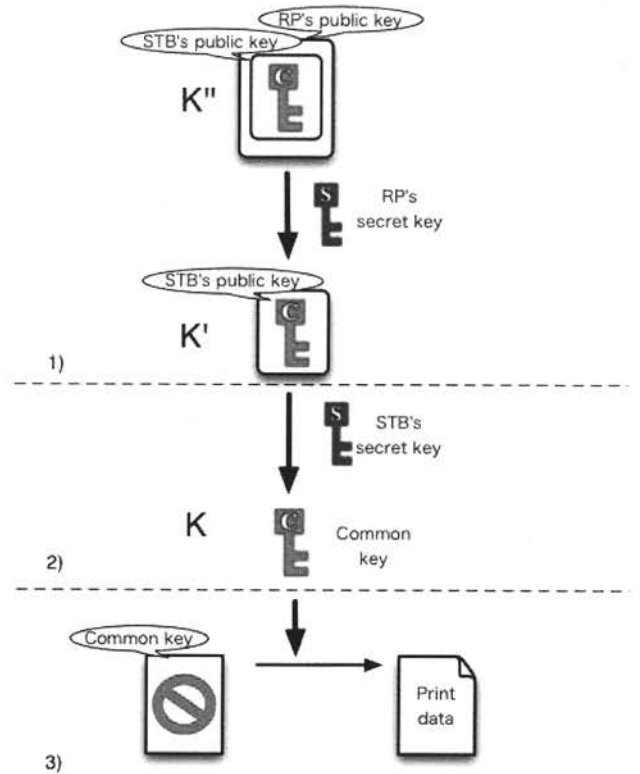 RP's public key
STB's public key
C
K"
S
RP's
secret key
STB's public key
C
K'
1)
S
STB's
secret key
K
C
Common
key
2)
Common key
Print
data
3)